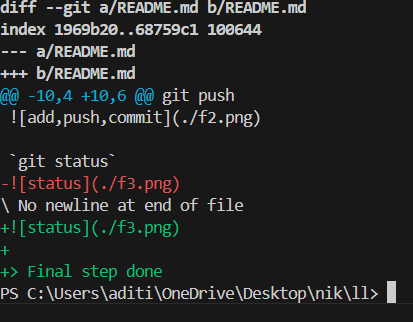 diff --git a/README.md b/README.md
index 1969b20..68759c1 100644
--- a/README.md
+++ b/README.md
@@ -10,4 +10,6 @@ git push
 ![add,push,commit](./f2.png)

 `git status`
-![status](./f3.png)
\ No newline at end of file
+![status](./f3.png)
+
+> Final step done
PS C:\Users\aditi\OneDrive\Desktop\nik\ll>